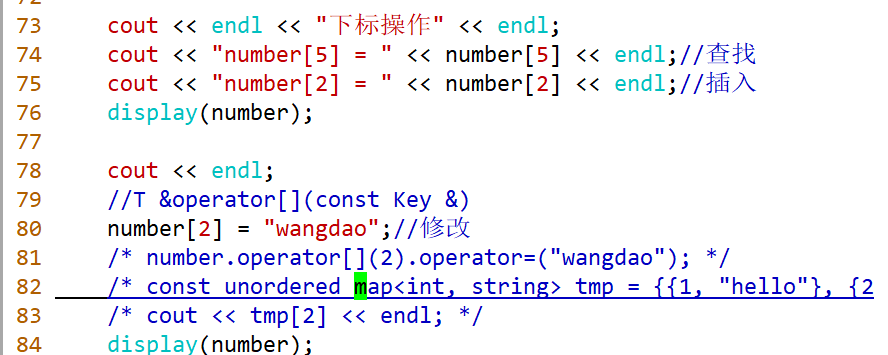 73 cout << endl << "下标操作" << endl;
74 cout << "number[5] = " << number[5] << endl;//查找
75 cout << "number[2] = " << number[2] << endl;//插入
76 display(number);
77
78 cout << endl;
79 //T &operator[](const Key &)
80 number[2] = "wangdao";//修改
81 /* number.operator[](2).operator=("wangdao"); */
82 /* const unordered_map<int, string> tmp = {{1, "hello"}, {2
83 /* cout << tmp[2] << endl; */
84 display(number);